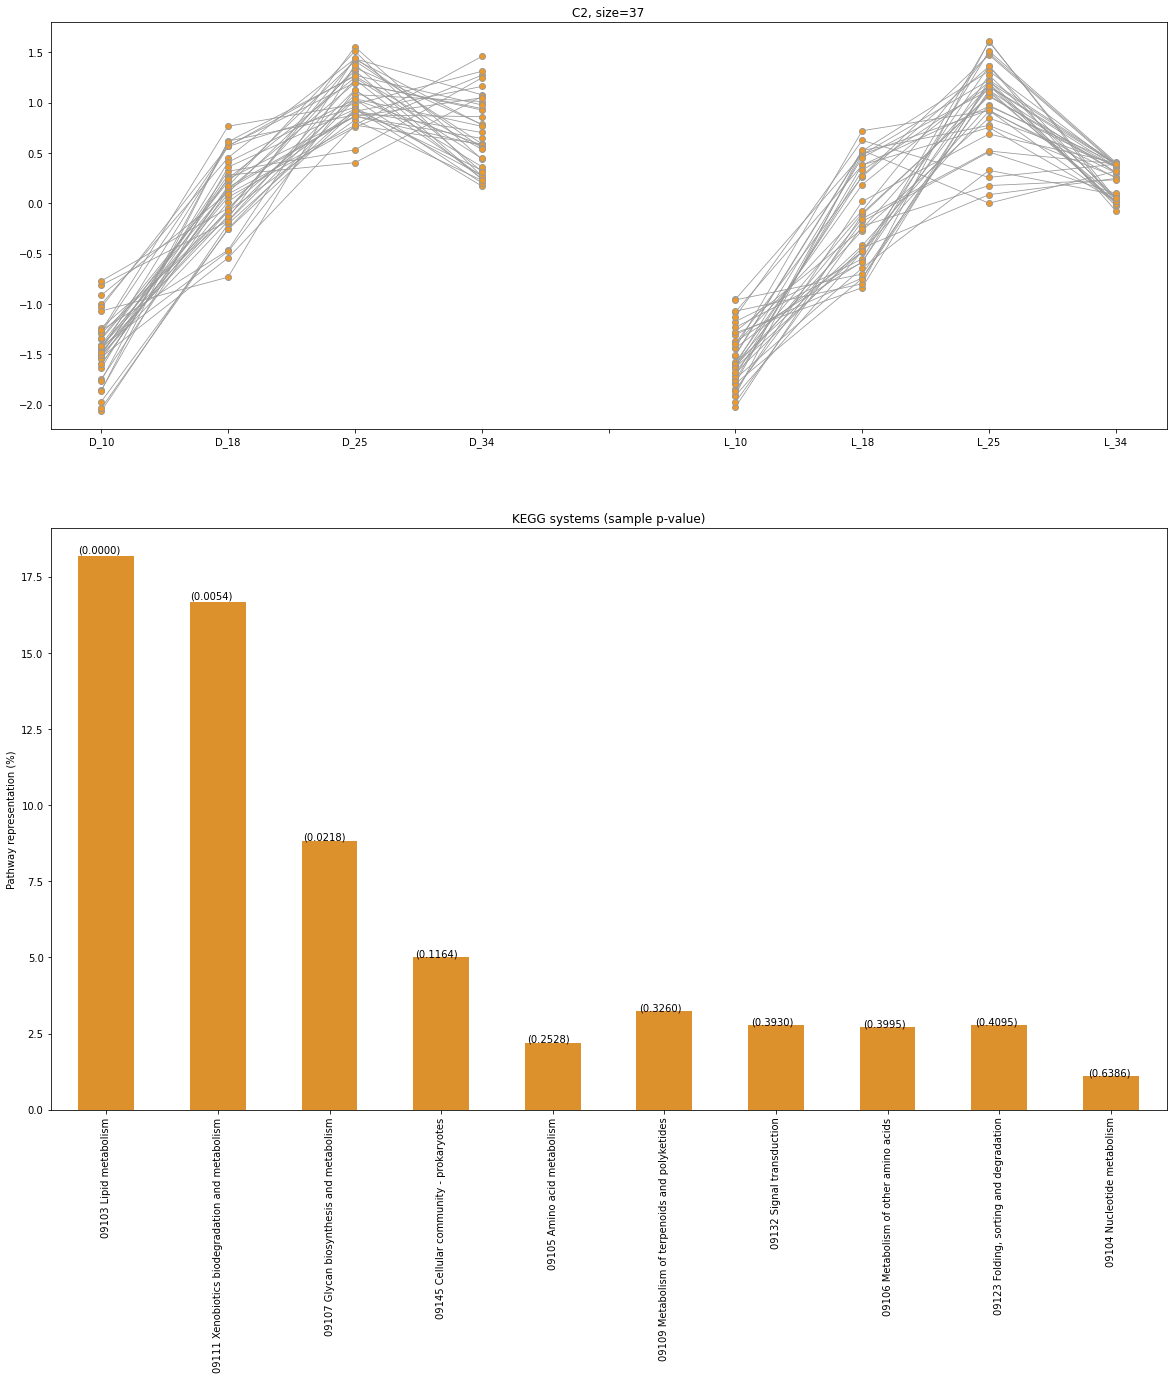 C2, size=37
1.5
1.0
0.5
0.0
−0.5
−1.0
−1.5
−2.0
D_10 D_18 D_25 D_34 L_10 L_18 L_25 L_34
KEGG systems (sample p-value)
Pathway representation (%)
17.5
15.0
12.5
10.0
7.5
5.0
2.5
0.0
(0.0000)
(0.0054)
(0.0218)
(0.1164)
(0.2528)
(0.3260)
(0.3930)
(0.3995)
(0.4095)
(0.6386)
09103 Lipid metabolism
09111 Xenobiotics biodegradation and metabolism
09107 Glycan biosynthesis and metabolism
09145 Cellular community - prokaryotes
09105 Amino acid metabolism
09109 Metabolism of terpenoids and polyketides
09132 Signal transduction
09106 Metabolism of other amino acids
09123 Folding, sorting and degradation
09104 Nucleotide metabolism